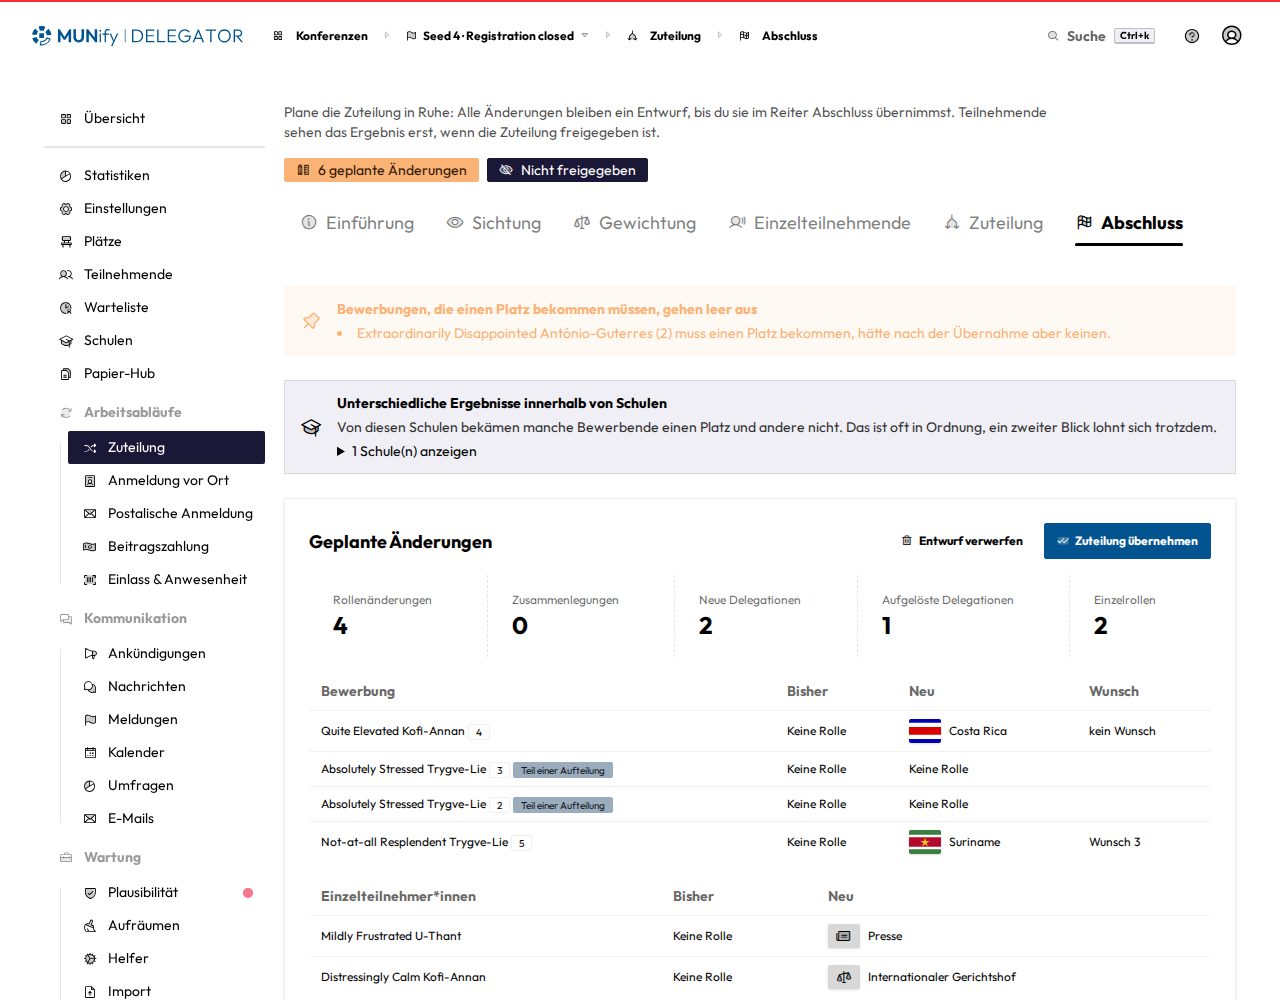 MUNify | DELEGATOR
Konferenzen
Seed 4 · Registration closed
Zuteilung
Abschluss
Suche
Ctrl+k
Übersicht
Statistiken
Einstellungen
Plätze
Teilnehmende
Warteliste
Schulen
Papier-Hub
Arbeitsabläufe
Zuteilung
Anmeldung vor Ort
Postalische Anmeldung
Beitragszahlung
Einlass & Anwesenheit
Kommunikation
Ankündigungen
Nachrichten
Meldungen
Kalender
Umfragen
E-Mails
Wartung
Plausibilität
Aufräumen
Helfer
Import
Plane die Zuteilung in Ruhe: Alle Änderungen bleiben ein Entwurf, bis du sie im Reiter Abschluss übernimmst. Teilnehmende
sehen das Ergebnis erst, wenn die Zuteilung freigegeben ist.
6 geplante Änderungen
Nicht freigegeben
Einführung
Sichtung
Gewichtung
Einzelteilnehmende
Zuteilung
Abschluss
Bewerbungen, die einen Platz bekommen müssen, gehen leer aus
• Extraordinarily Disappointed António-Guterres (2) muss einen Platz bekommen, hätte nach der Übernahme aber keinen.
Unterschiedliche Ergebnisse innerhalb von Schulen
Von diesen Schulen bekämen manche Bewerbende einen Platz und andere nicht. Das ist oft in Ordnung, ein zweiter Blick lohnt sich trotzdem.
1 Schule(n) anzeigen
Geplante Änderungen
Entwurf verwerfen
Zuteilung übernehmen
Rollenänderungen
4
Zusammenlegungen
0
Neue Delegationen
2
Aufgelöste Delegationen
1
Einzelrollen
2
Bewerbung Bisher Neu Wunsch
Quite Elevated Kofi-Annan 4 Keine Rolle Costa Rica kein Wunsch
Absolutely Stressed Trygve-Lie 3 Teil einer Aufteilung Keine Rolle Keine Rolle
Absolutely Stressed Trygve-Lie 2 Teil einer Aufteilung Keine Rolle Keine Rolle
Not-at-all Resplendent Trygve-Lie 5 Keine Rolle Suriname Wunsch 3
Einzelteilnehmer*innen Bisher Neu
Mildly Frustrated U-Thant Keine Rolle Presse
Distressingly Calm Kofi-Annan Keine Rolle Internationaler Gerichtshof